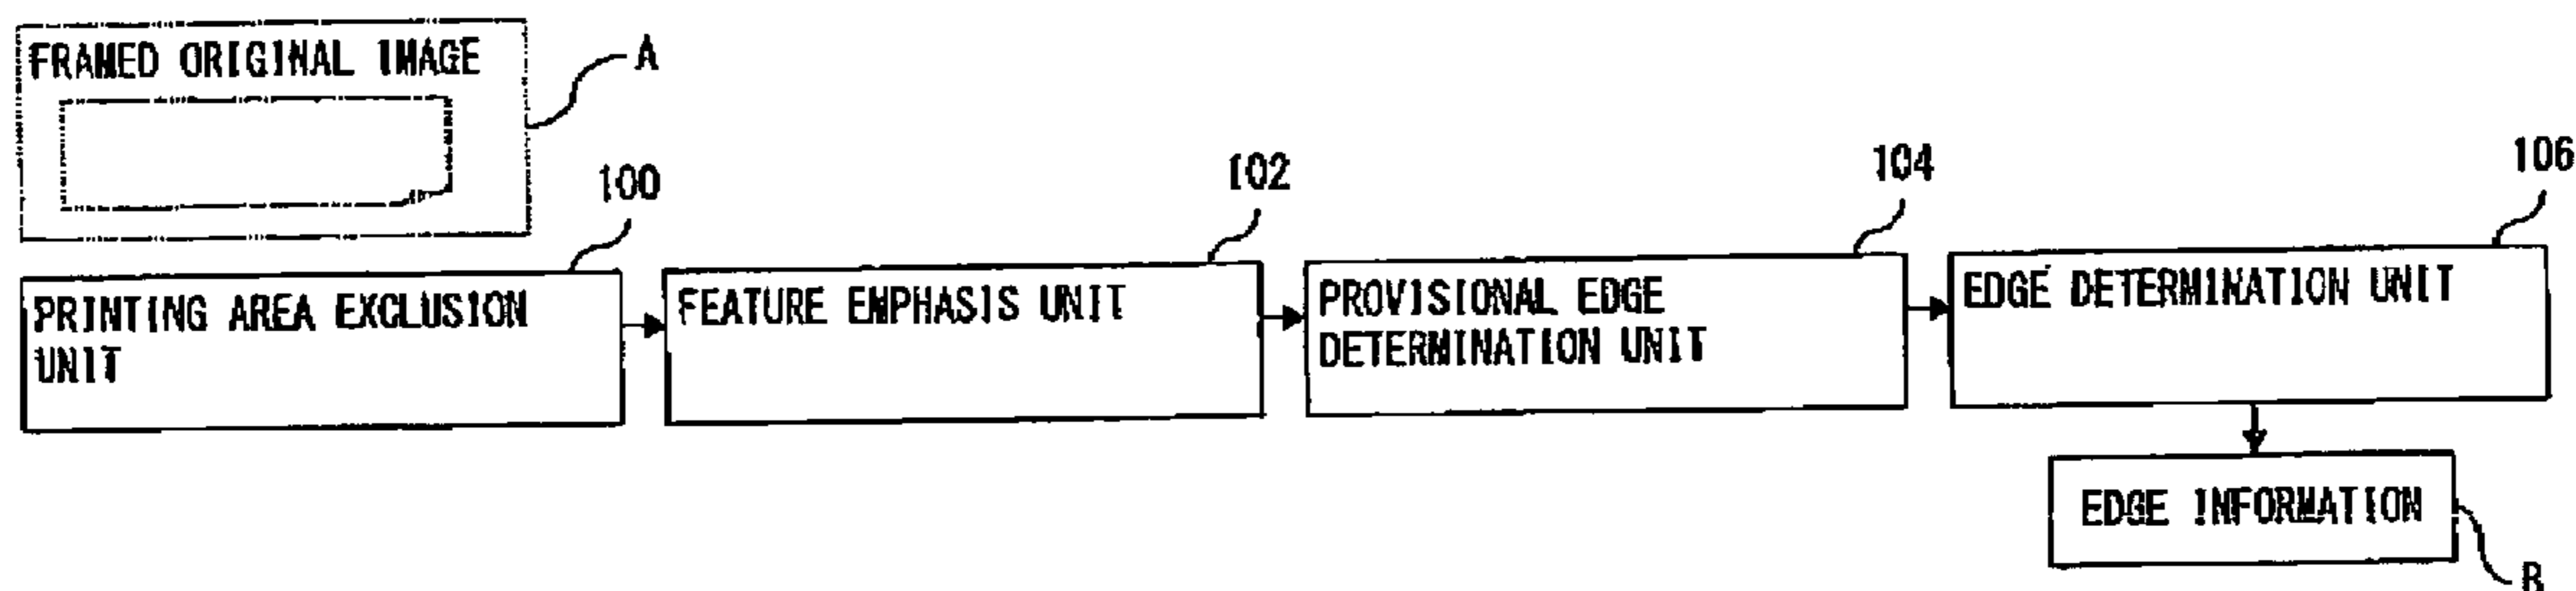 FRAMED ORIGINAL IMAGE
A
100
102
104
106
PRINTING AREA EXCLUSION
UNIT
FEATURE EMPHASIS UNIT
PROVISIONAL EDGE
DETERMINATION UNIT
EDGE DETERMINATION UNIT
EDGE INFORMATION
B